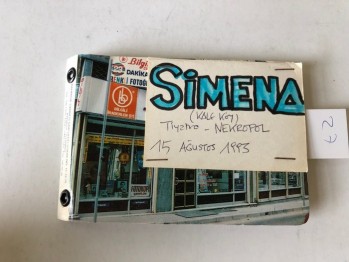 Bilgi
DAKİKA
FOTOĞ
SİMENA
(KALE KÖY)
Tiyatro - NEKROPOL
15 AĞUSTOS 1993